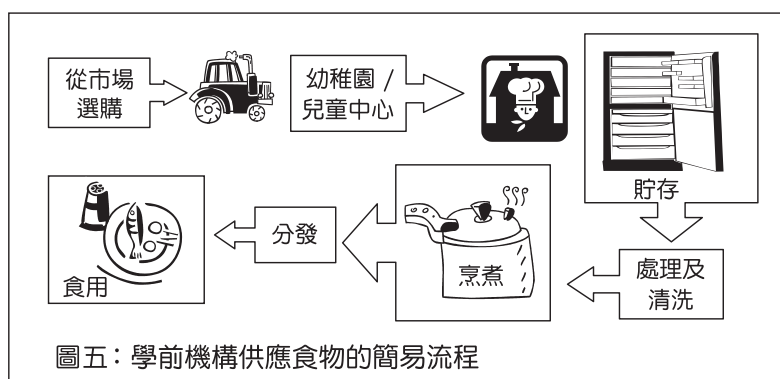 從市場
選購
幼稚園 /
兒童中心
貯存
處理及
清洗
烹煮
分發
食用
圖五：學前機構供應食物的簡易流程